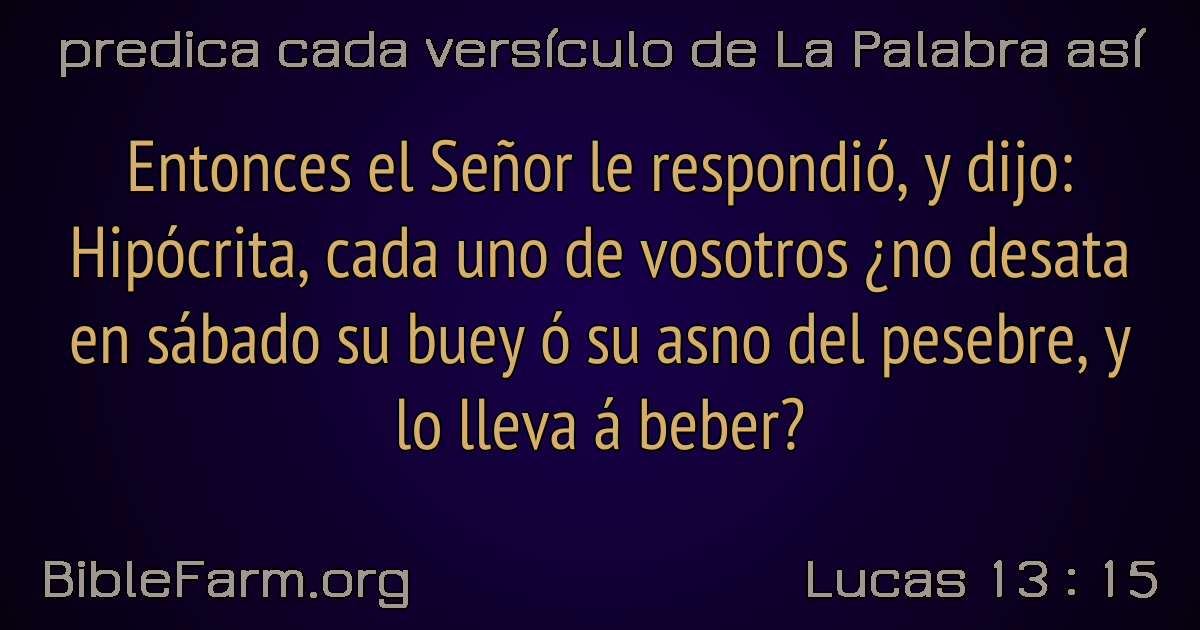 predica cada versículo de La Palabra así
Entonces el Señor le respondió, y dijo:
Hipócrita, cada uno de vosotros ¿no desata
en sábado su buey ó su asno del pesebre, y
lo lleva á beber?
BibleFarm.org
Lucas 13 : 15